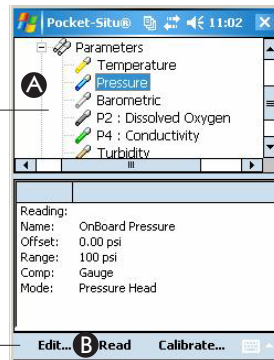 Pocket-Situ® 11:02
Parameters
Temperature
Pressure
Barometric
P2 : Dissolved Oxygen
P4 : Conductivity
Turbidity
A
Reading:
Name: OnBoard Pressure
Offset: 0.00 psi
Range: 100 psi
Comp: Gauge
Mode: Pressure Head
Edit... B Read Calibrate...